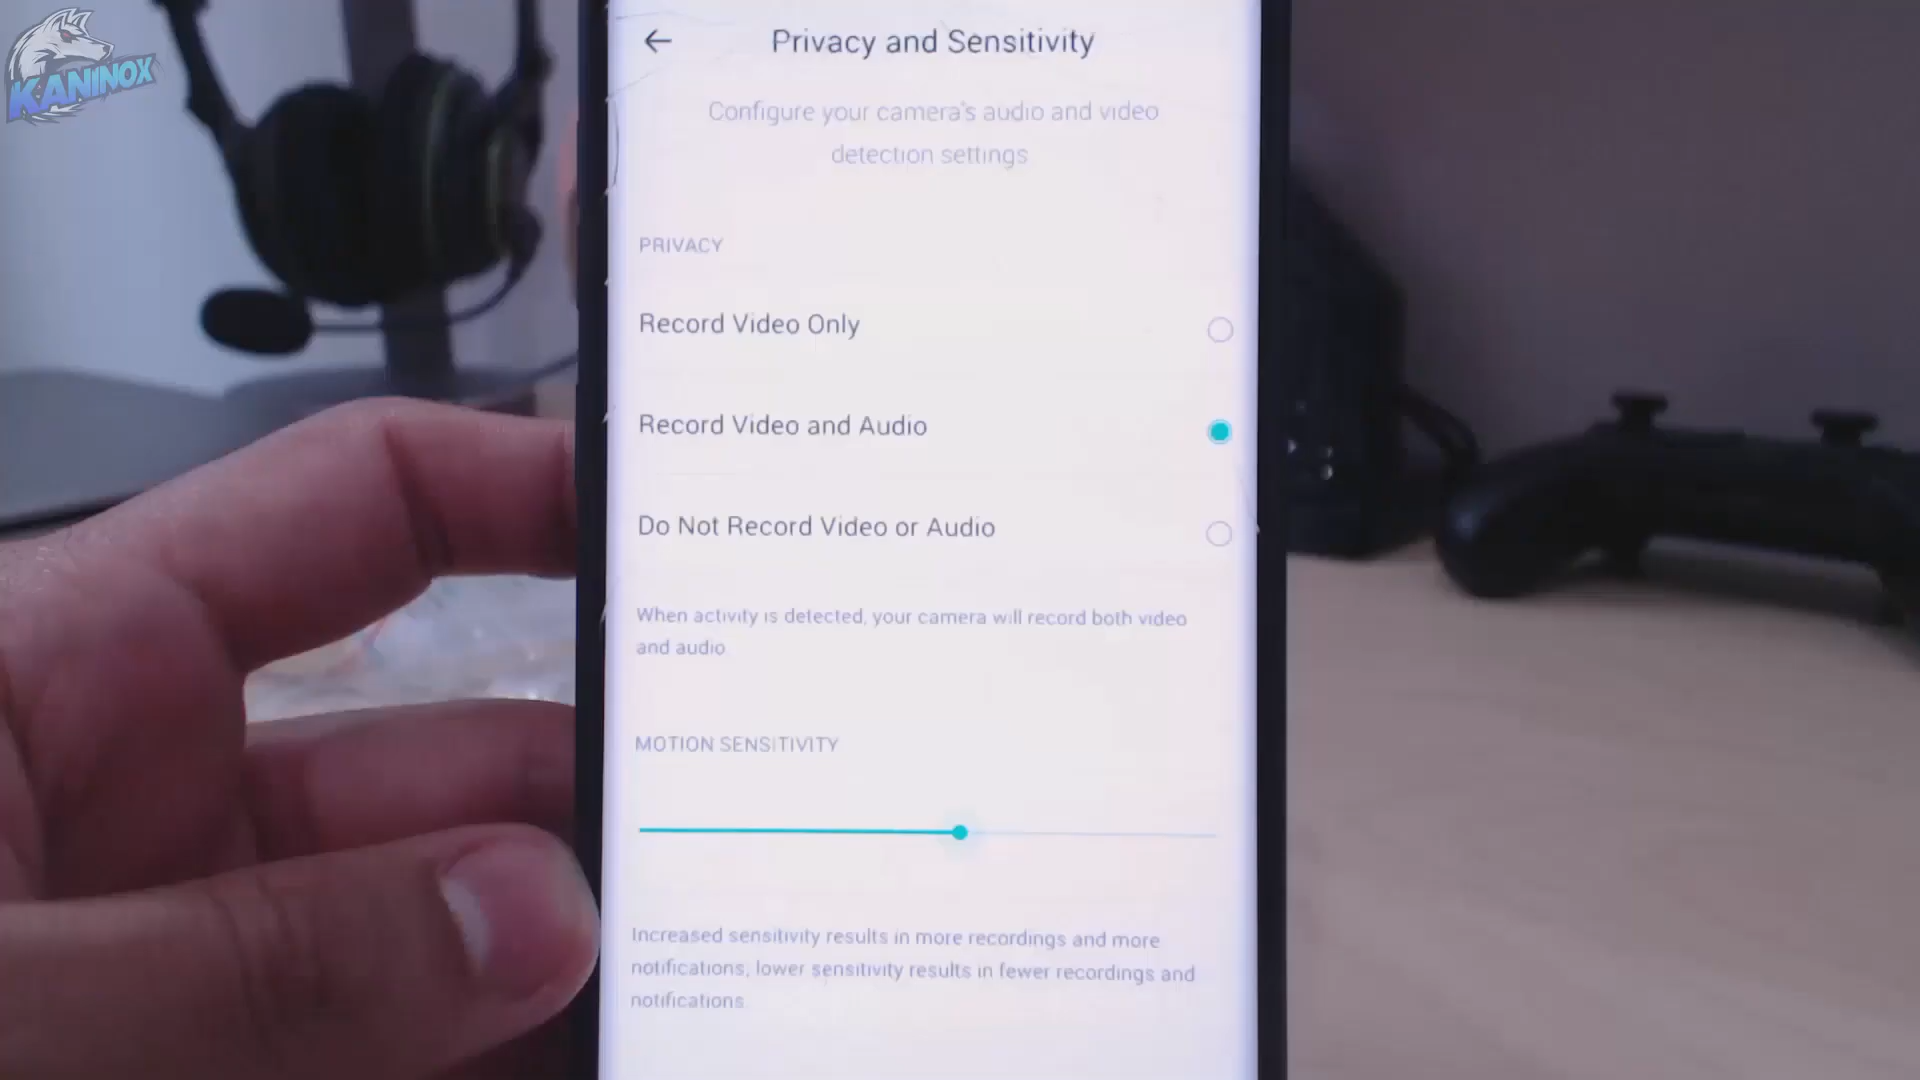 KANINOX
Privacy and Sensitivity
Configure your camera's audio and video
detection settings
PRIVACY
Record Video Only
Record Video and Audio
Do Not Record Video or Audio
When activity is detected, your camera will record both video
and audio.
MOTION SENSITIVITY
Increased sensitivity results in more recordings and more
notifications, lower sensitivity results in fewer recordings and
notifications.